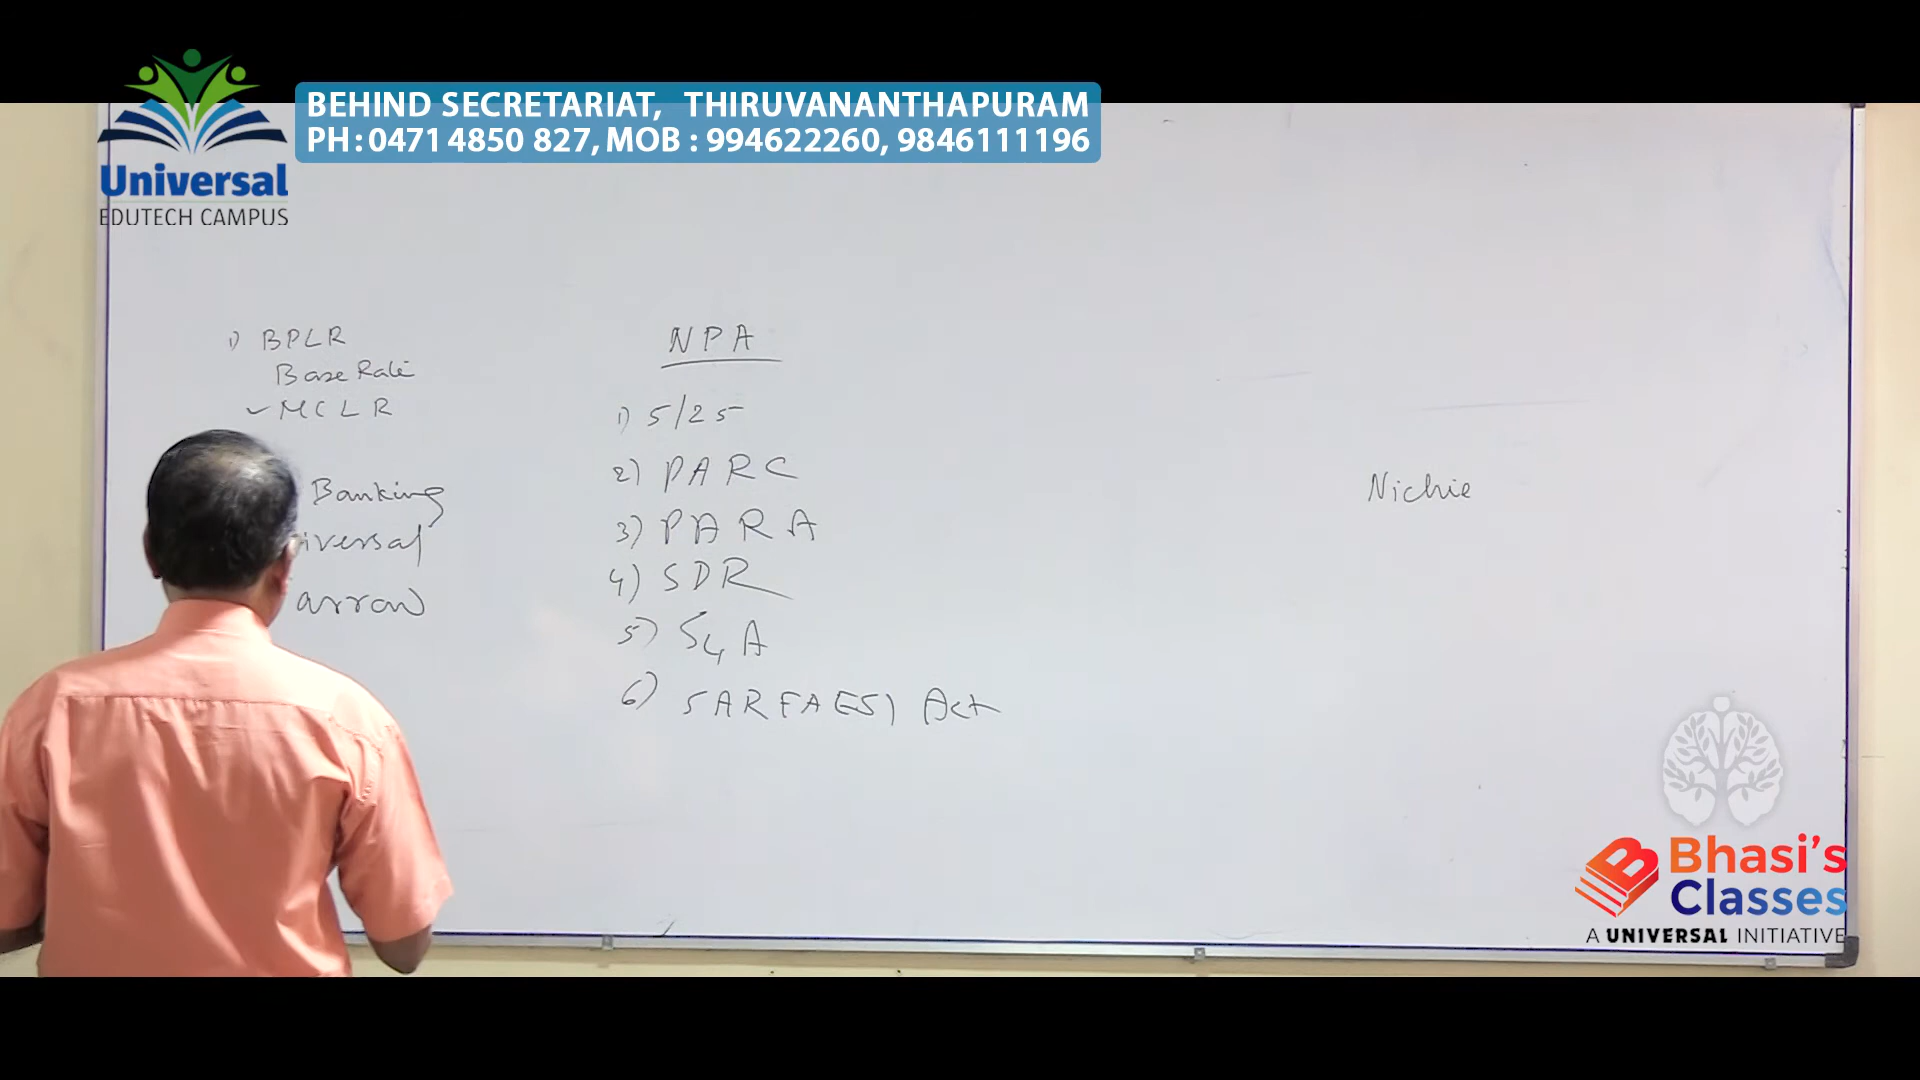 BEHIND SECRETARIAT, THIRUVANANTHAPURAM
PH : 0471 4850 827, MOB : 994622260, 9846111196
Universal
EDUTECH CAMPUS
1) BPLR
Base Rate
✓ MCLR
Banking
iversal
arrow
NPA
1) 5/25
2) PARC
3) PARA
4) SDR
5) S4A
6) SARFAESI Act
Nichie
Bhasi's
Classes
A UNIVERSAL INITIATIVE